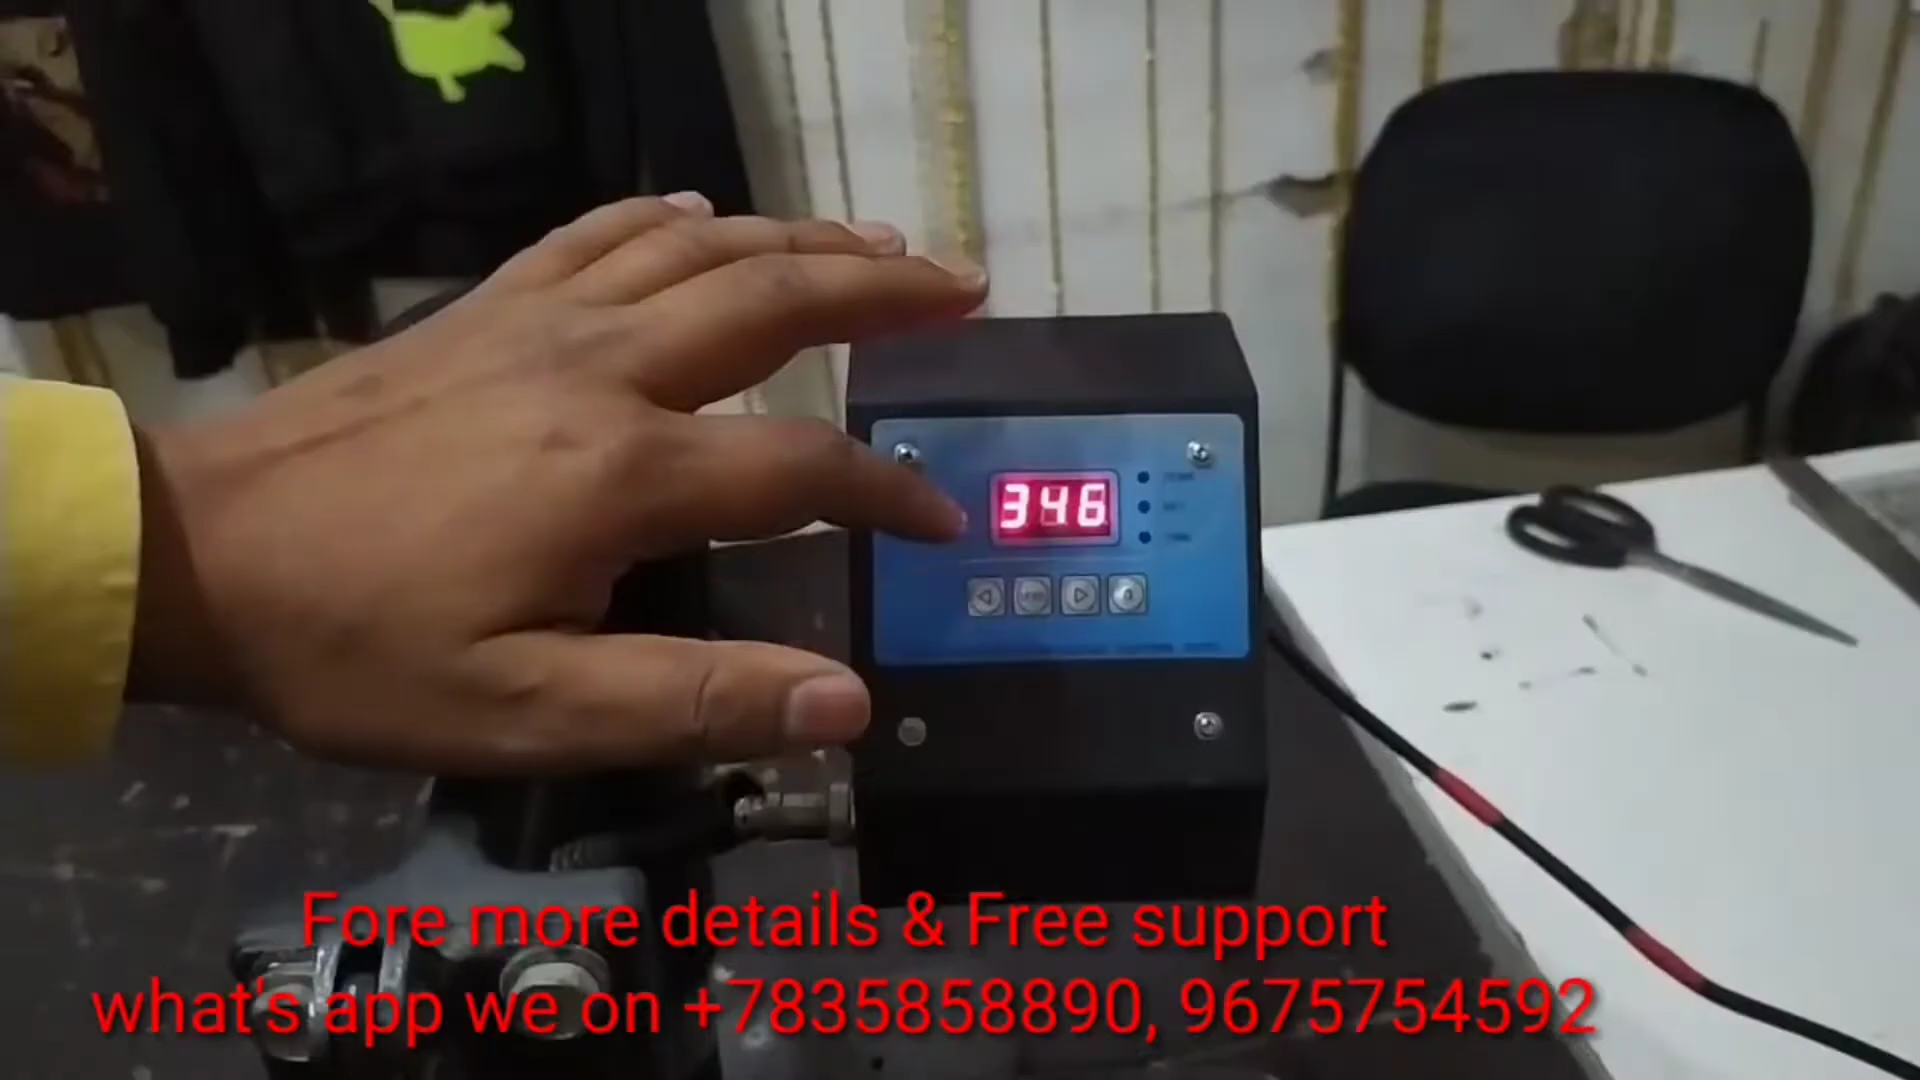 346
Fore more details & Free support
what's app we on +7835858890, 9675754592